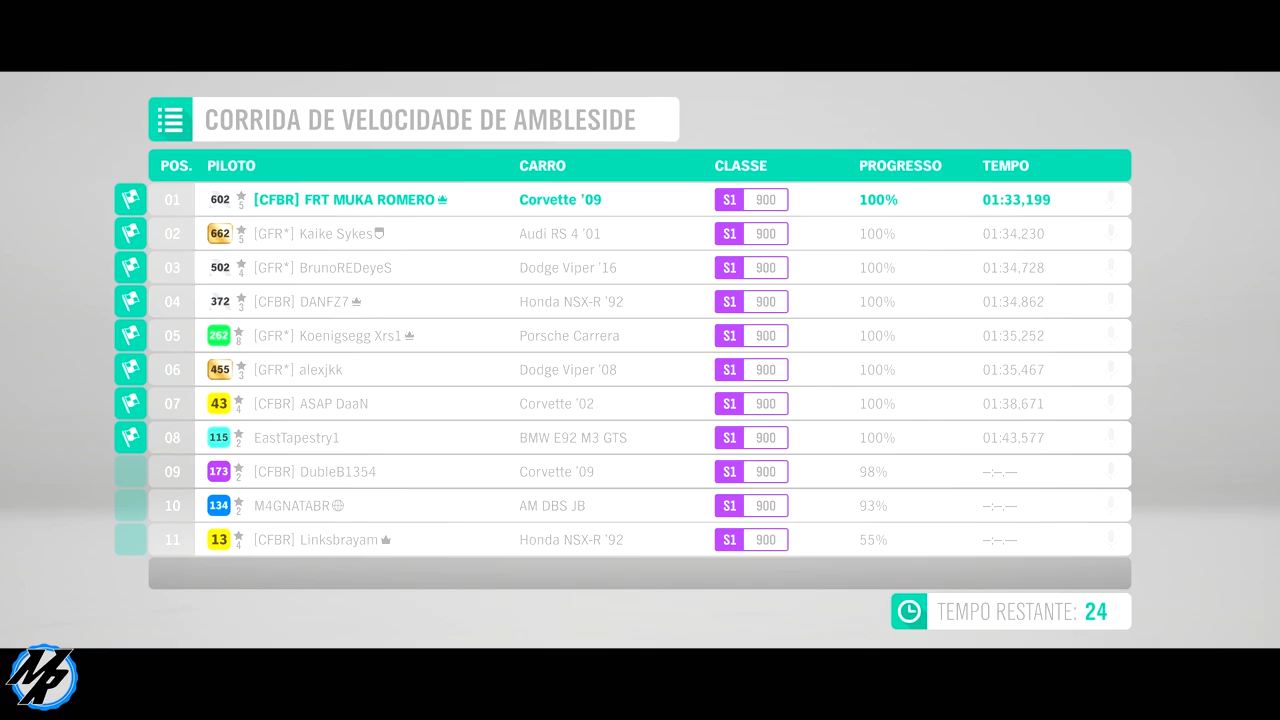 CORRIDA DE VELOCIDADE DE AMBLESIDE
POS. PILOTO CARRO CLASSE PROGRESSO TEMPO
01 602 5 [CFBR] FRT MUKA ROMERO Corvette '09 S1 900 100% 01:33,199
02 662 5 [GFR*] Kaike Sykes Audi RS 4 '01 S1 900 100% 01:34,230
03 502 4 [GFR*] BrunoREDeyeS Dodge Viper '16 S1 900 100% 01:34,728
04 372 3 [CFBR] DANFZ7 Honda NSX-R '92 S1 900 100% 01:34,862
05 262 8 [GFR*] Koenigsegg Xrs1 Porsche Carrera S1 900 100% 01:35,252
06 455 3 [GFR*] alexjkk Dodge Viper '08 S1 900 100% 01:35,467
07 43 4 [CFBR] ASAP DaaN Corvette '02 S1 900 100% 01:38,671
08 115 2 EastTapestry1 BMW E92 M3 GTS S1 900 100% 01:43,577
09 173 2 [CFBR] DubleB1354 Corvette '09 S1 900 98% --:--.---
10 134 2 M4GNATABR AM DBS JB S1 900 93% --:--.---
11 13 4 [CFBR] Linksbrayam Honda NSX-R '92 S1 900 55% --:--.---
TEMPO RESTANTE: 24